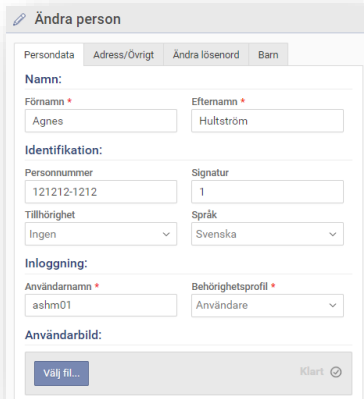 Ändra person
Persondata Adress/Övrigt Ändra lösenord Barn
Namn:
Förnamn * Efternamn *
Agnes Hultström
Identifikation:
Personnummer Signatur
121212-1212 1
Tillhörighet Språk
Ingen Svenska
Inloggning:
Användarnamn * Behörighetsprofil *
ashm01 Användare
Användarbild:
Välj fil... Klart